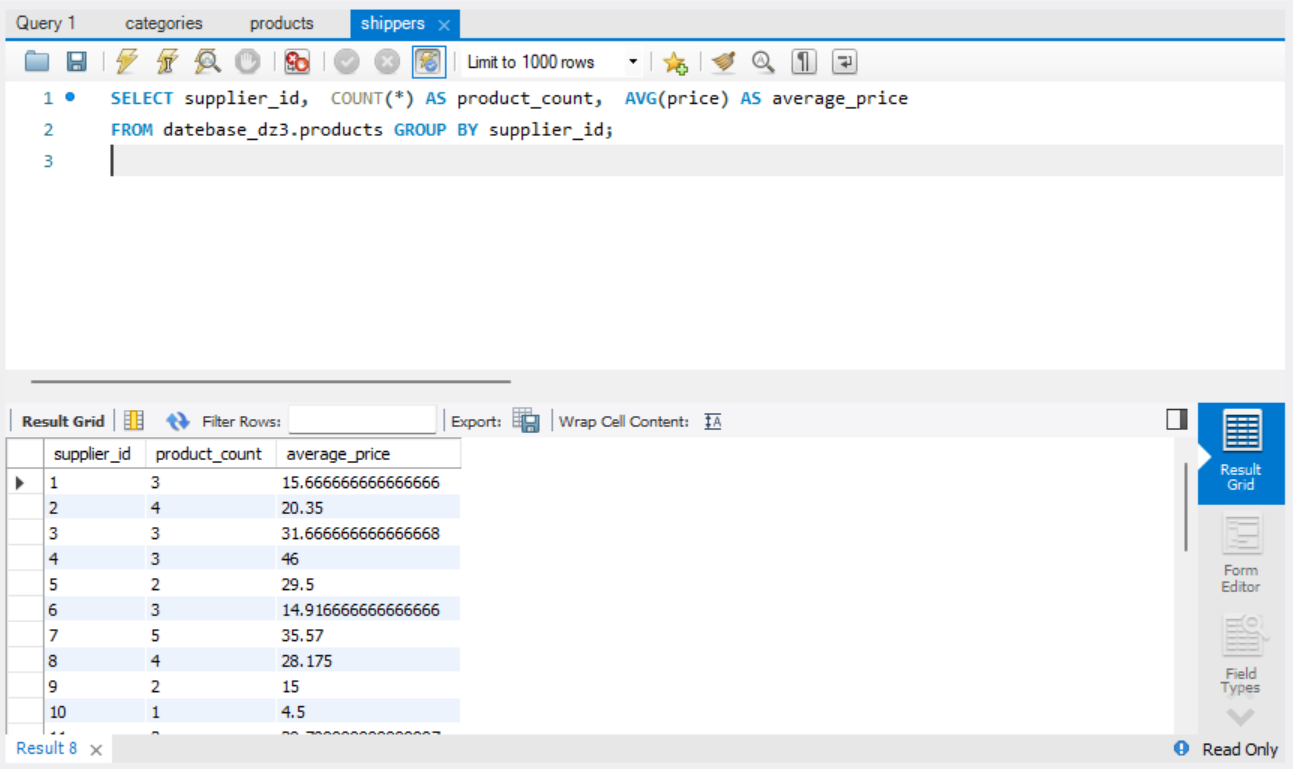 Query 1 categories products shippers
Limit to 1000 rows
1 SELECT supplier_id, COUNT(*) AS product_count, AVG(price) AS average_price
2 FROM datebase_dz3.products GROUP BY supplier_id;
3
Result Grid Filter Rows: Export: Wrap Cell Content:
supplier_id product_count average_price
1 3 15.666666666666666
2 4 20.35
3 3 31.666666666666668
4 3 46
5 2 29.5
6 3 14.916666666666666
7 5 35.57
8 4 28.175
9 2 15
10 1 4.5
Result
Grid
Form
Editor
Field
Types
Result 8 Read Only